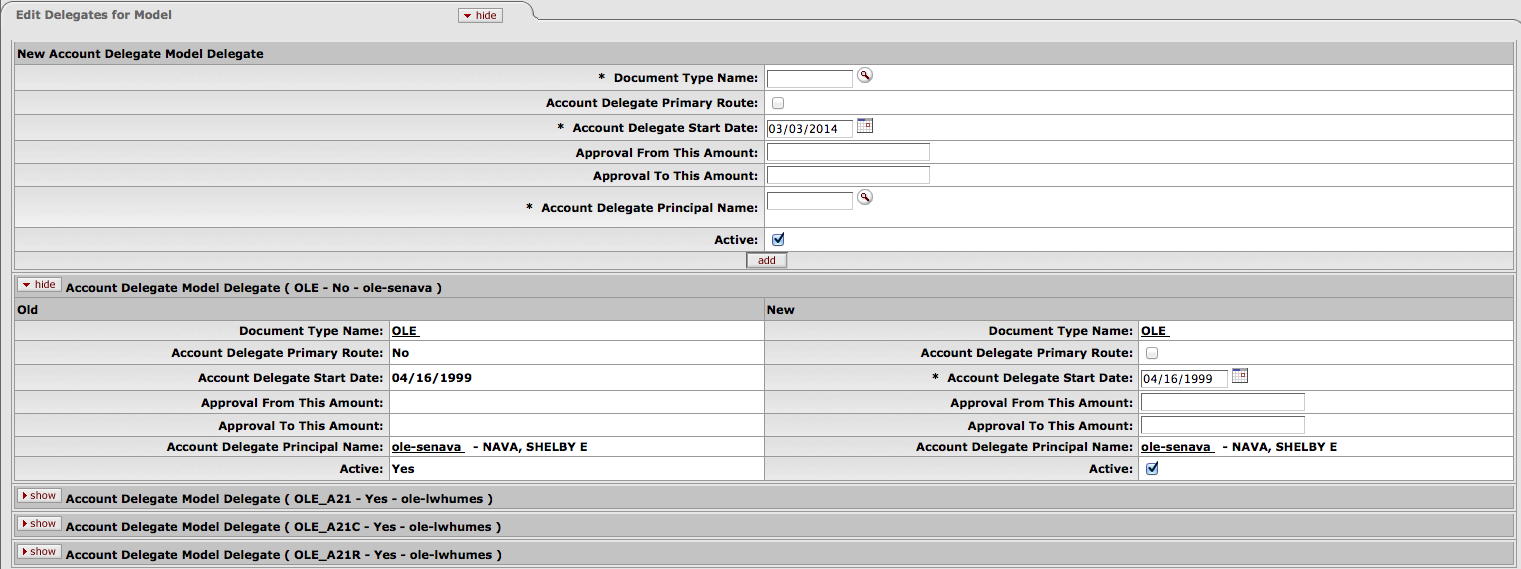 Edit Delegates for Model hide
New Account Delegate Model Delegate
* Document Type Name:
Account Delegate Primary Route:
* Account Delegate Start Date: 03/03/2014
Approval From This Amount:
Approval To This Amount:
* Account Delegate Principal Name:
Active:
add
hide Account Delegate Model Delegate ( OLE - No - ole-senava )
Old New
Document Type Name: OLE Document Type Name: OLE
Account Delegate Primary Route: No Account Delegate Primary Route:
Account Delegate Start Date: 04/16/1999 * Account Delegate Start Date: 04/16/1999
Approval From This Amount: Approval From This Amount:
Approval To This Amount: Approval To This Amount:
Account Delegate Principal Name: ole-senava - NAVA, SHELBY E Account Delegate Principal Name: ole-senava - NAVA, SHELBY E
Active: Yes Active:
show Account Delegate Model Delegate ( OLE_A21 - Yes - ole-lwhumes )
show Account Delegate Model Delegate ( OLE_A21C - Yes - ole-lwhumes )
show Account Delegate Model Delegate ( OLE_A21R - Yes - ole-lwhumes )